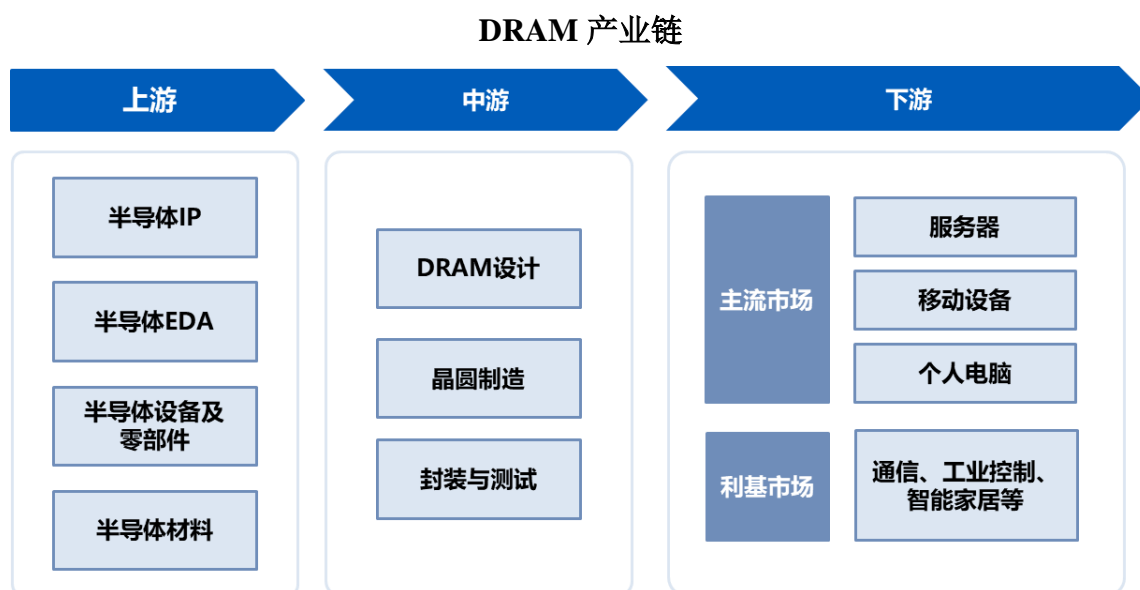 DRAM 产业链
上游
中游
下游
半导体IP
半导体EDA
半导体设备及
零部件
半导体材料
DRAM设计
晶圆制造
封装与测试
主流市场
服务器
移动设备
个人电脑
利基市场
通信、工业控制、
智能家居等